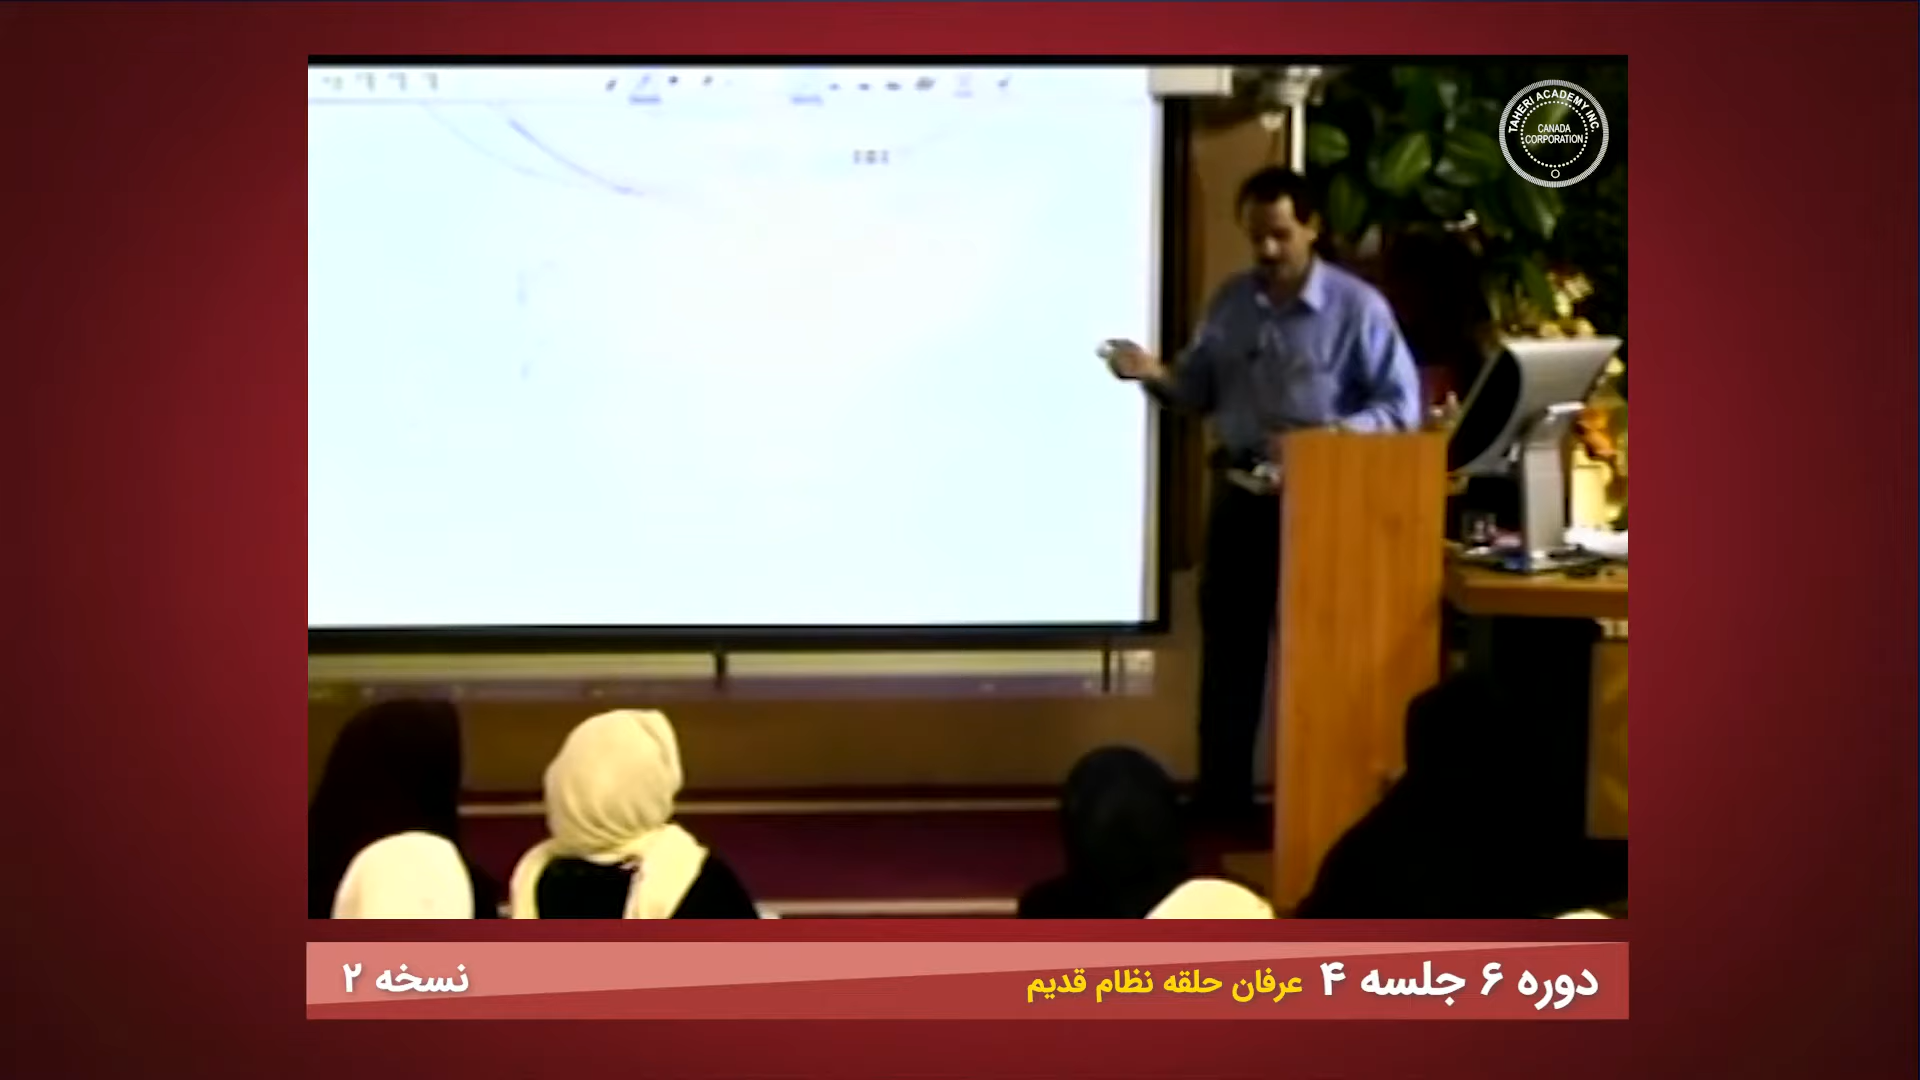 TAHERI ACADEMY INC.
CANADA
CORPORATION
دوره ۶ جلسه ۴ عرفان حلقه نظام قدیم
نسخه ۲